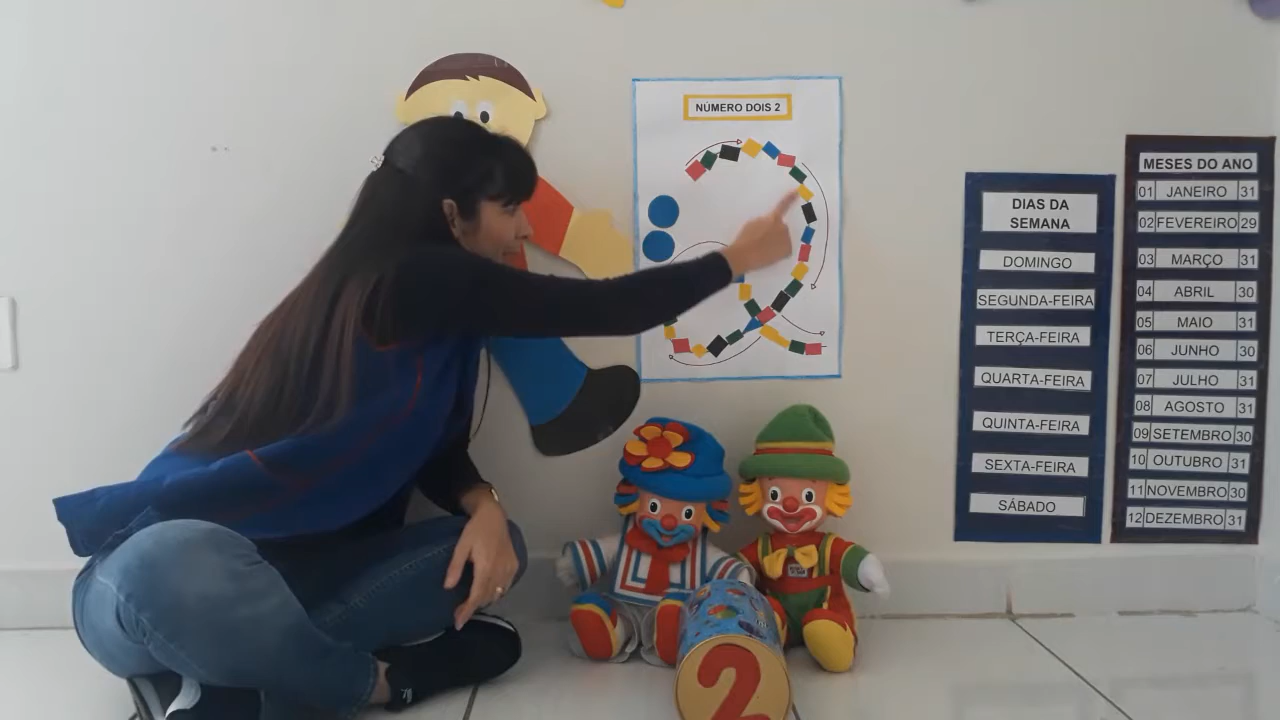 NÚMERO DOIS 2
DIAS DA
SEMANA
DOMINGO
SEGUNDA-FEIRA
TERÇA-FEIRA
QUARTA-FEIRA
QUINTA-FEIRA
SEXTA-FEIRA
SÁBADO
MESES DO ANO
01 JANEIRO 31
02 FEVEREIRO 29
03 MARÇO 31
04 ABRIL 30
05 MAIO 31
06 JUNHO 30
07 JULHO 31
08 AGOSTO 31
09 SETEMBRO 30
10 OUTUBRO 31
11 NOVEMBRO 30
12 DEZEMBRO 31
2